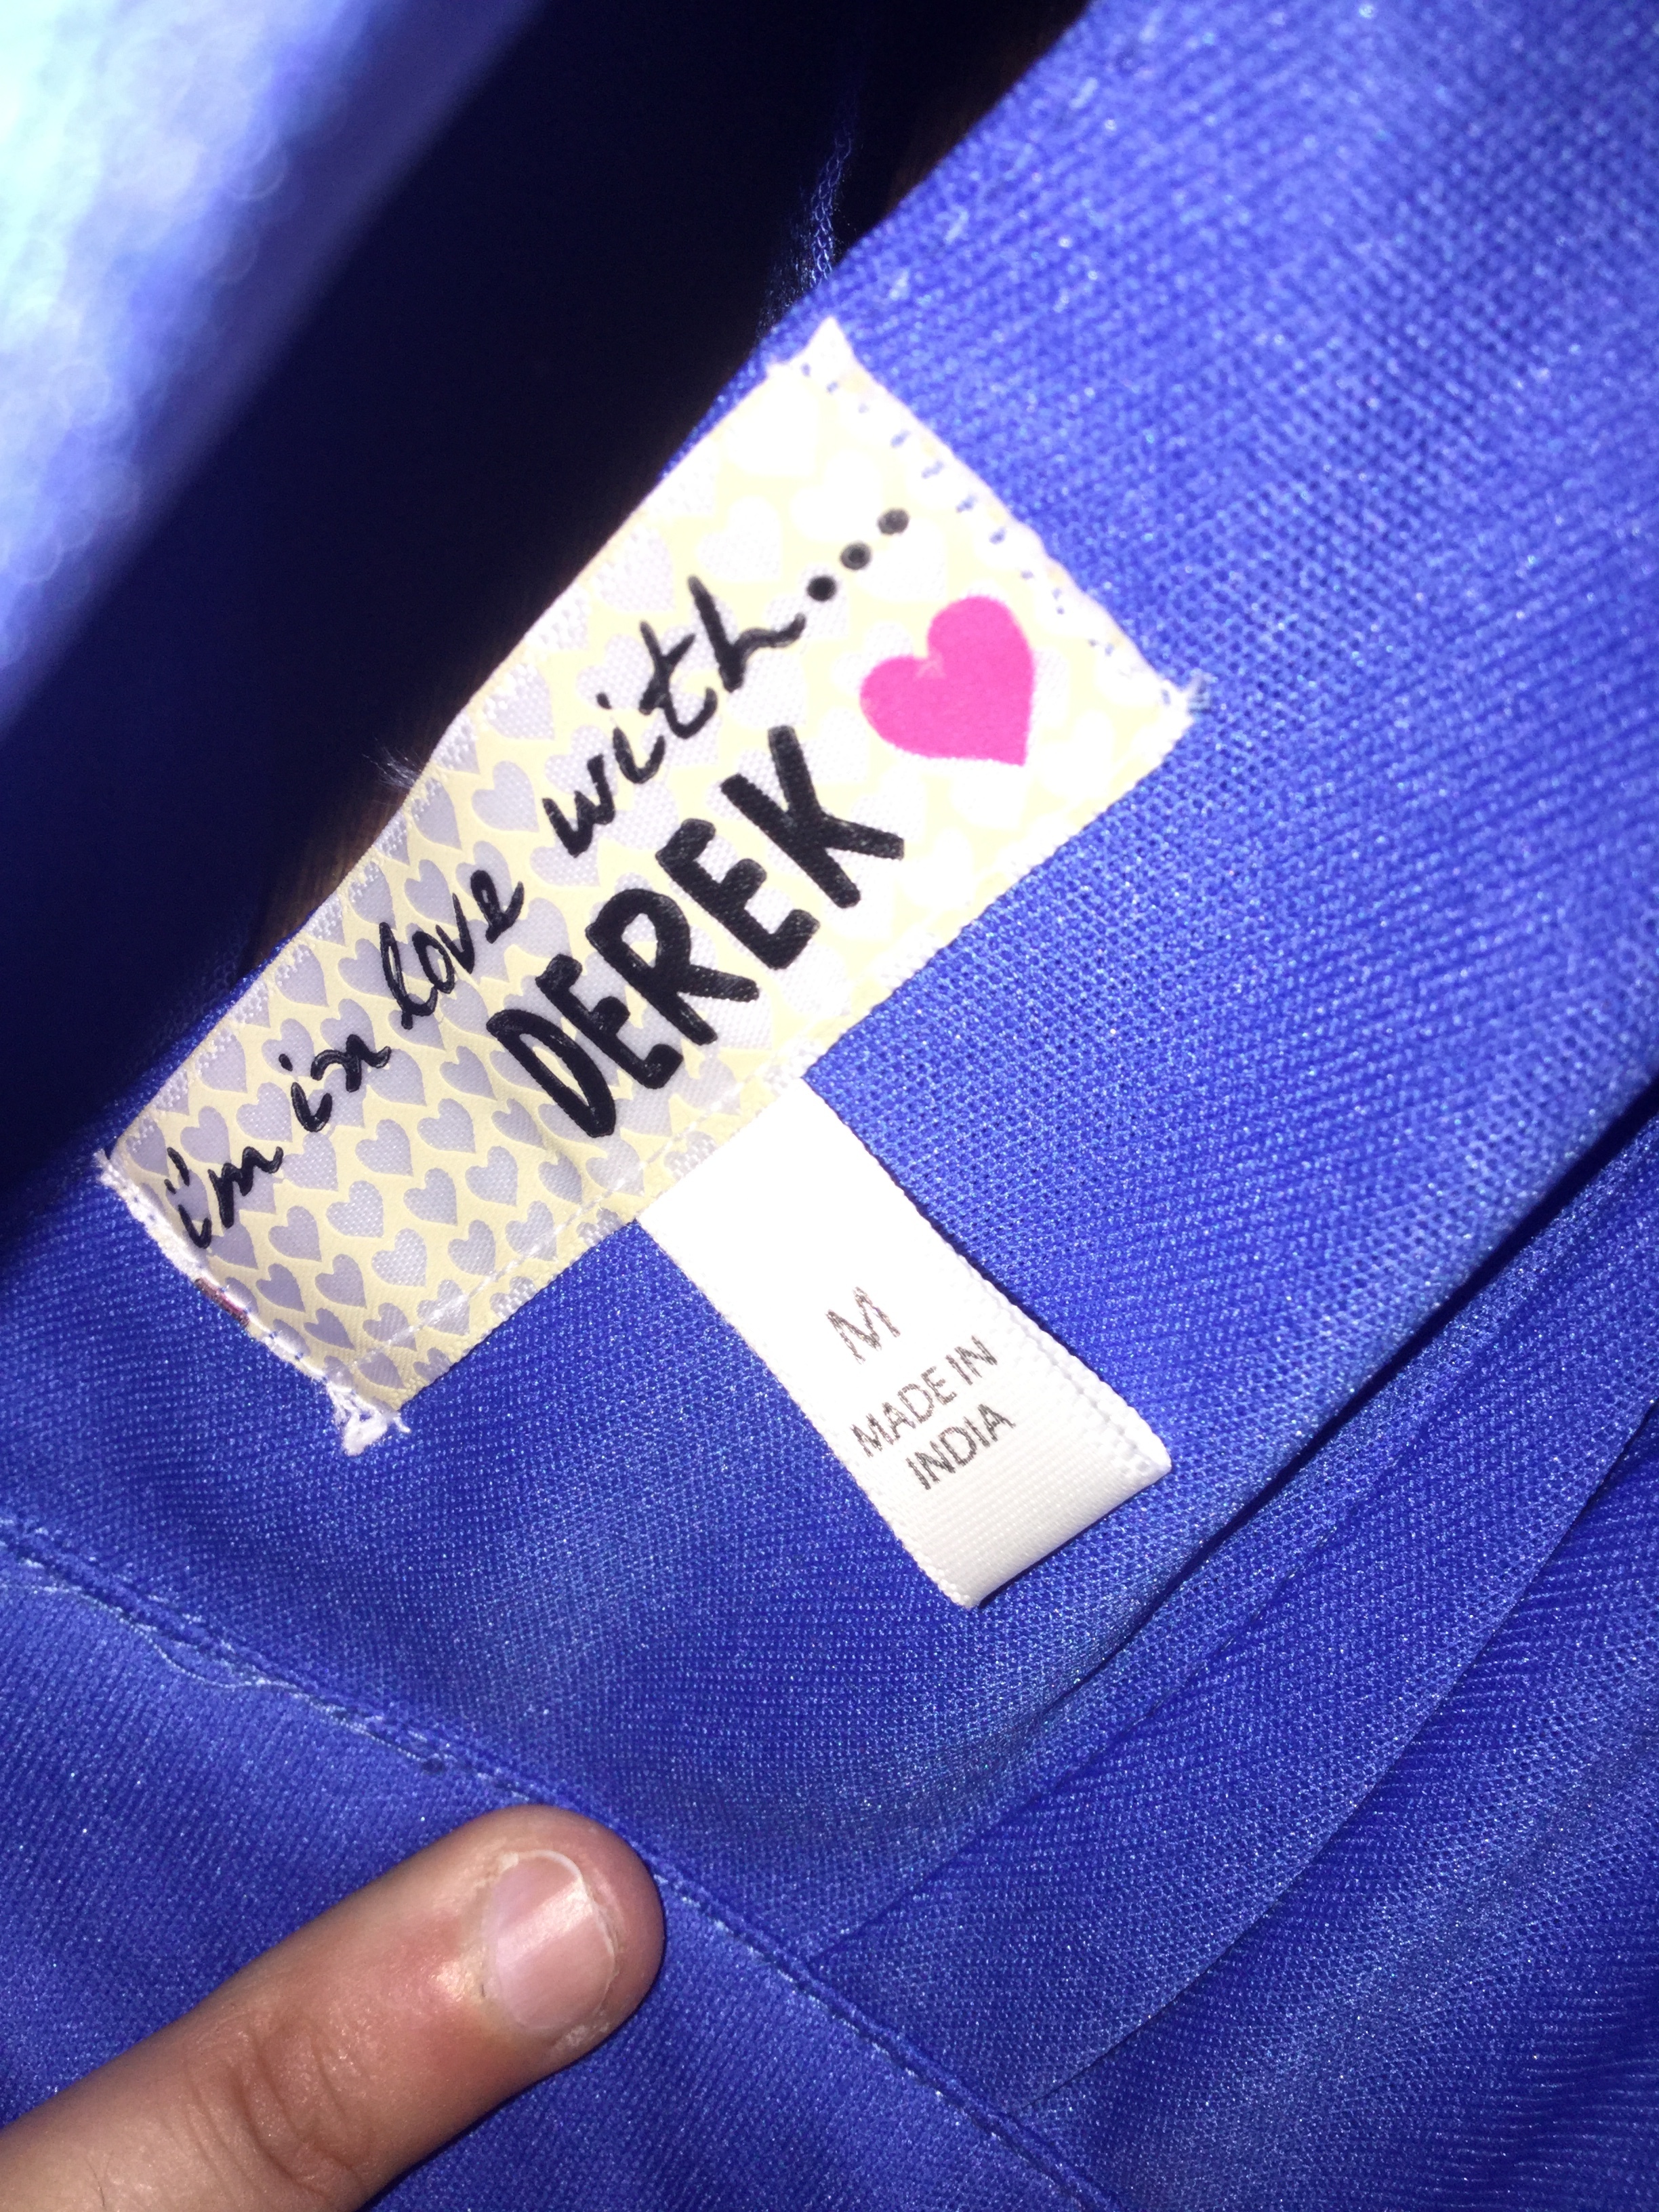 i'm in love with....
DEREK
M
MADE IN
INDIA